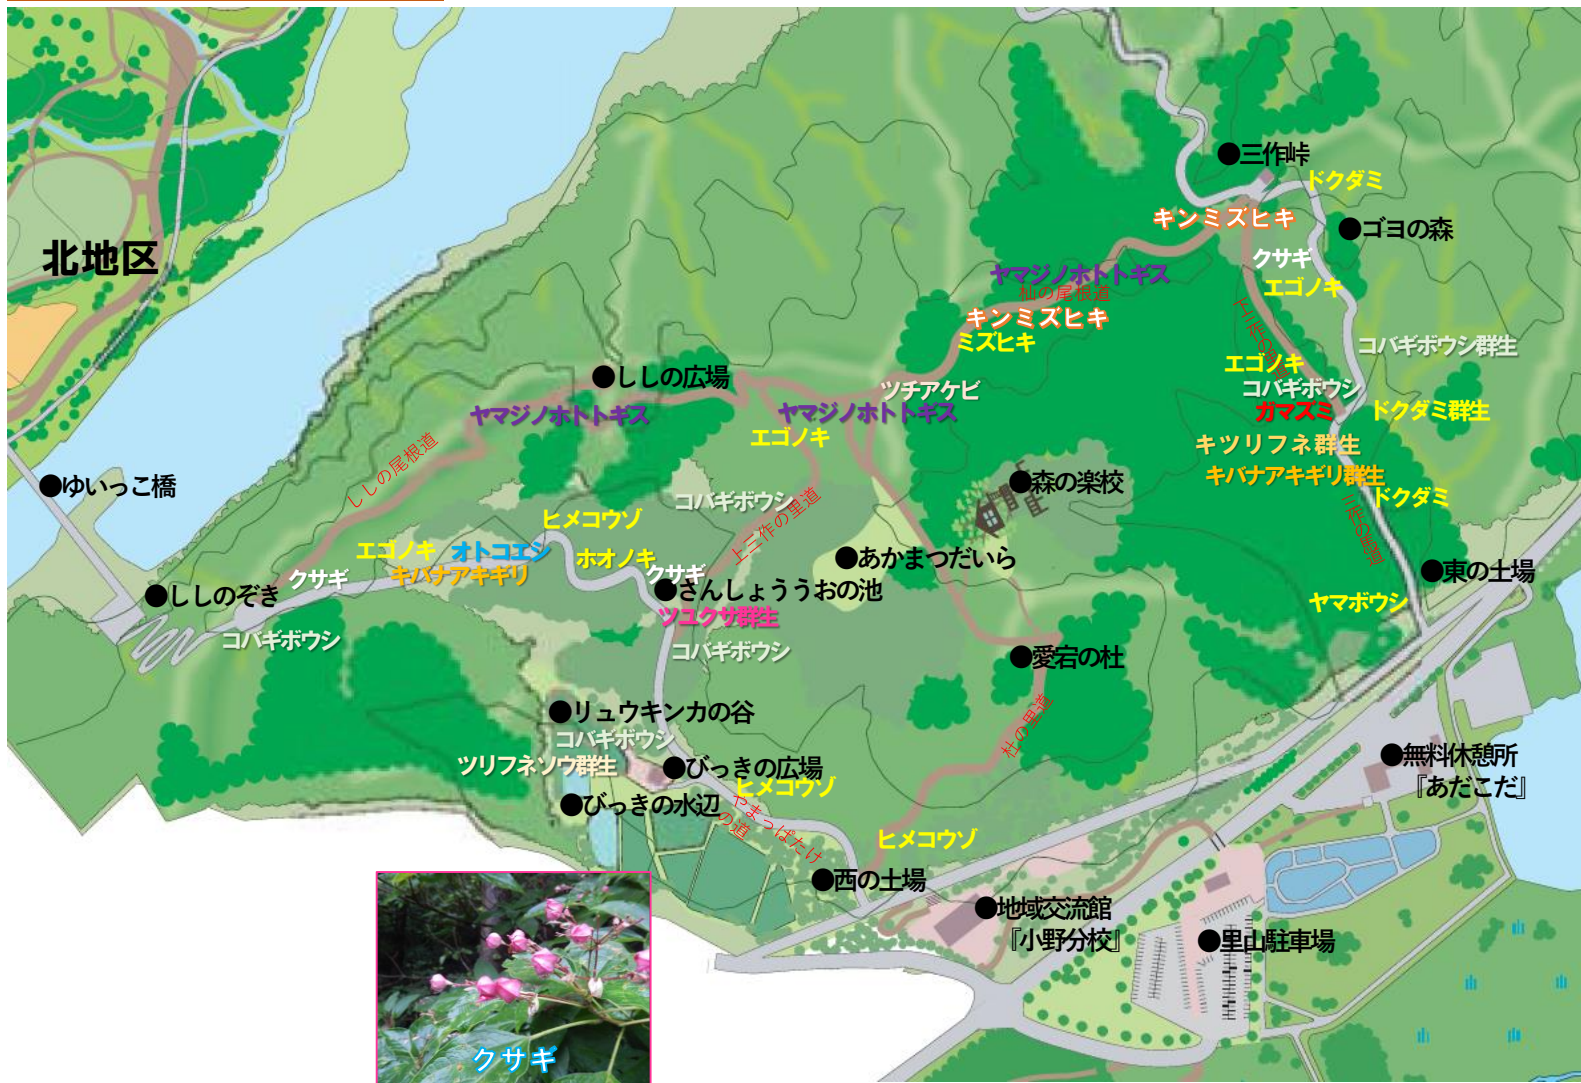 北地区
●三作峠
ドクダミ
キンミズヒキ
●ゴヨの森
クサギ
エゴノキ
ヤマジノホトトギス
杣の尾根道
キンミズヒキ
ミズヒキ
コバギボウシ群生
エゴノキ
コバギボウシ
ガマズミ
ドクダミ群生
キツリフネ群生
キバナアキギリ群生
ドクダミ
●ししの広場
ヤマジノホトトギス
ツチアケビ
ヤマジノホトトギス
エゴノキ
ししの尾根道
●ゆいっこ橋
コバギボウシ
上三作の里道
●森の楽校
ヒメコウゾ
エゴノキ
オトコエシ
ホオノキ
キバナアキギリ
クサギ
クサギ
●あかまつだいら
●東の土場
●ししのぞき
●さんしょううおの池
ツユクサ群生
ヤマボウシ
コバギボウシ
コバギボウシ
●愛宕の杜
杜の里道
●リュウキンカの谷
コバギボウシ
ツリフネソウ群生
●びっきの広場
ヒメコウゾ
●びっきの水辺
やまっぱたけ
の道
●無料休憩所
『あだこだ』
ヒメコウゾ
●西の土場
●地域交流館
『小野分校』
●里山駐車場
クサギ